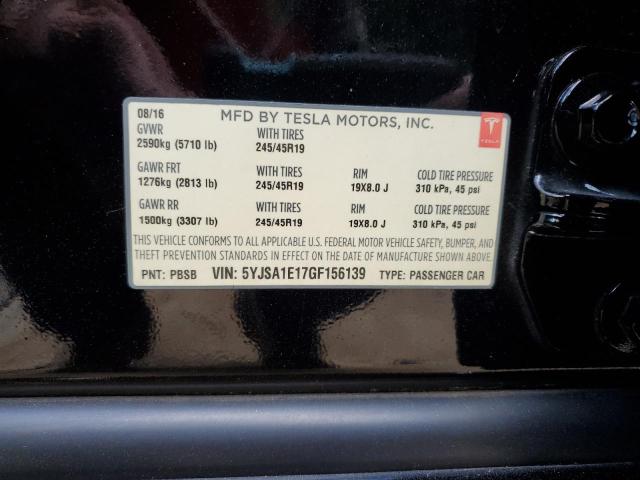 08/16 MFD BY TESLA MOTORS, INC.
GVWR WITH TIRES
2590kg (5710 lb) 245/45R19
TESLA
GAWR FRT WITH TIRES RIM COLD TIRE PRESSURE
1276kg (2813 lb) 245/45R19 19X8.0 J 310 kPa, 45 psi
GAWR RR WITH TIRES RIM COLD TIRE PRESSURE
1500kg (3307 lb) 245/45R19 19X8.0 J 310 kPa, 45 psi
THIS VEHICLE CONFORMS TO ALL APPLICABLE U.S. FEDERAL MOTOR VEHICLE SAFETY, BUMPER, AND
THEFT PREVENTION STANDARDS IN EFFECT ON THE DATE OF MANUFACTURE SHOWN ABOVE.
PNT: PBSB VIN: 5YJSA1E17GF156139 TYPE: PASSENGER CAR